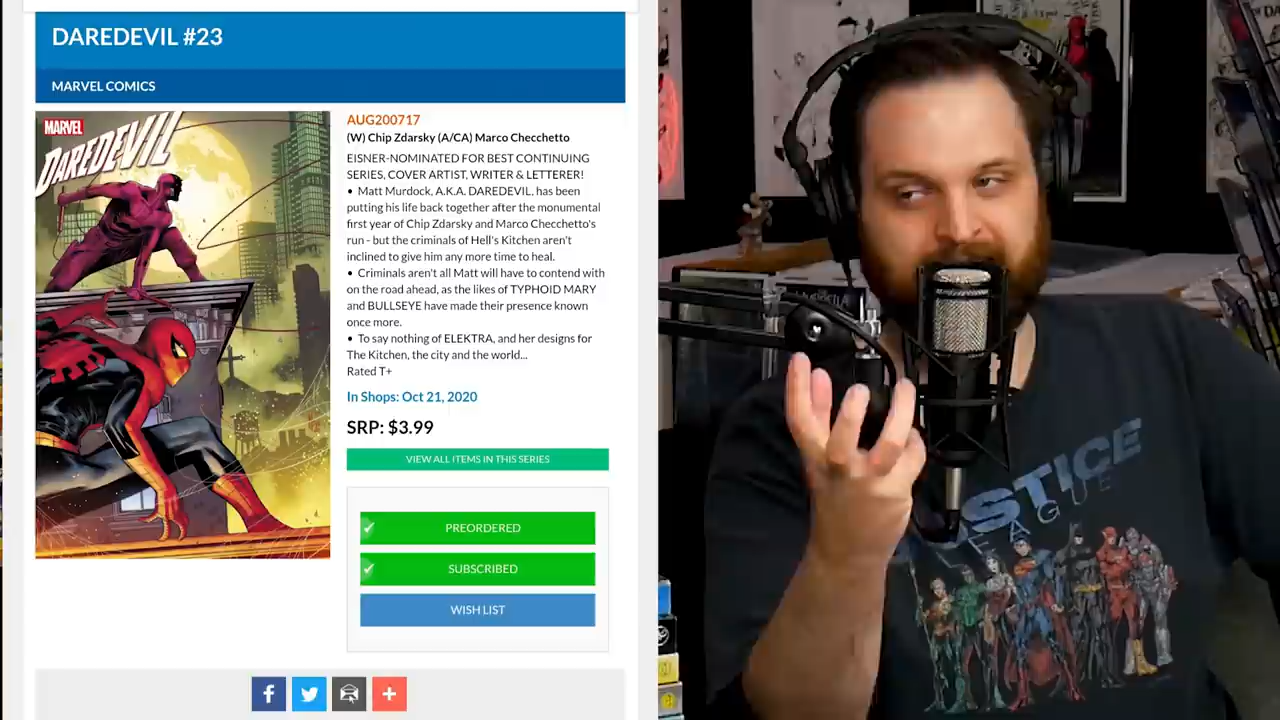 DAREDEVIL #23
MARVEL COMICS
MARVEL
DAREDEVIL
AUG200717
(W) Chip Zdarsky (A/CA) Marco Checchetto
EISNER-NOMINATED FOR BEST CONTINUING
SERIES, COVER ARTIST, WRITER & LETTERER!
• Matt Murdock, A.K.A. DAREDEVIL, has been
putting his life back together after the monumental
first year of Chip Zdarsky and Marco Checchetto's
run - but the criminals of Hell's Kitchen aren't
inclined to give him any more time to heal.
• Criminals aren't all Matt will have to contend with
on the road ahead, as the likes of TYPHOID MARY
and BULLSEYE have made their presence known
once more.
• To say nothing of ELEKTRA, and her designs for
The Kitchen, the city and the world...
Rated T+
In Shops: Oct 21, 2020
SRP: $3.99
VIEW ALL ITEMS IN THIS SERIES
PREORDERED
SUBSCRIBED
WISH LIST
JUSTICE
LEAGUE